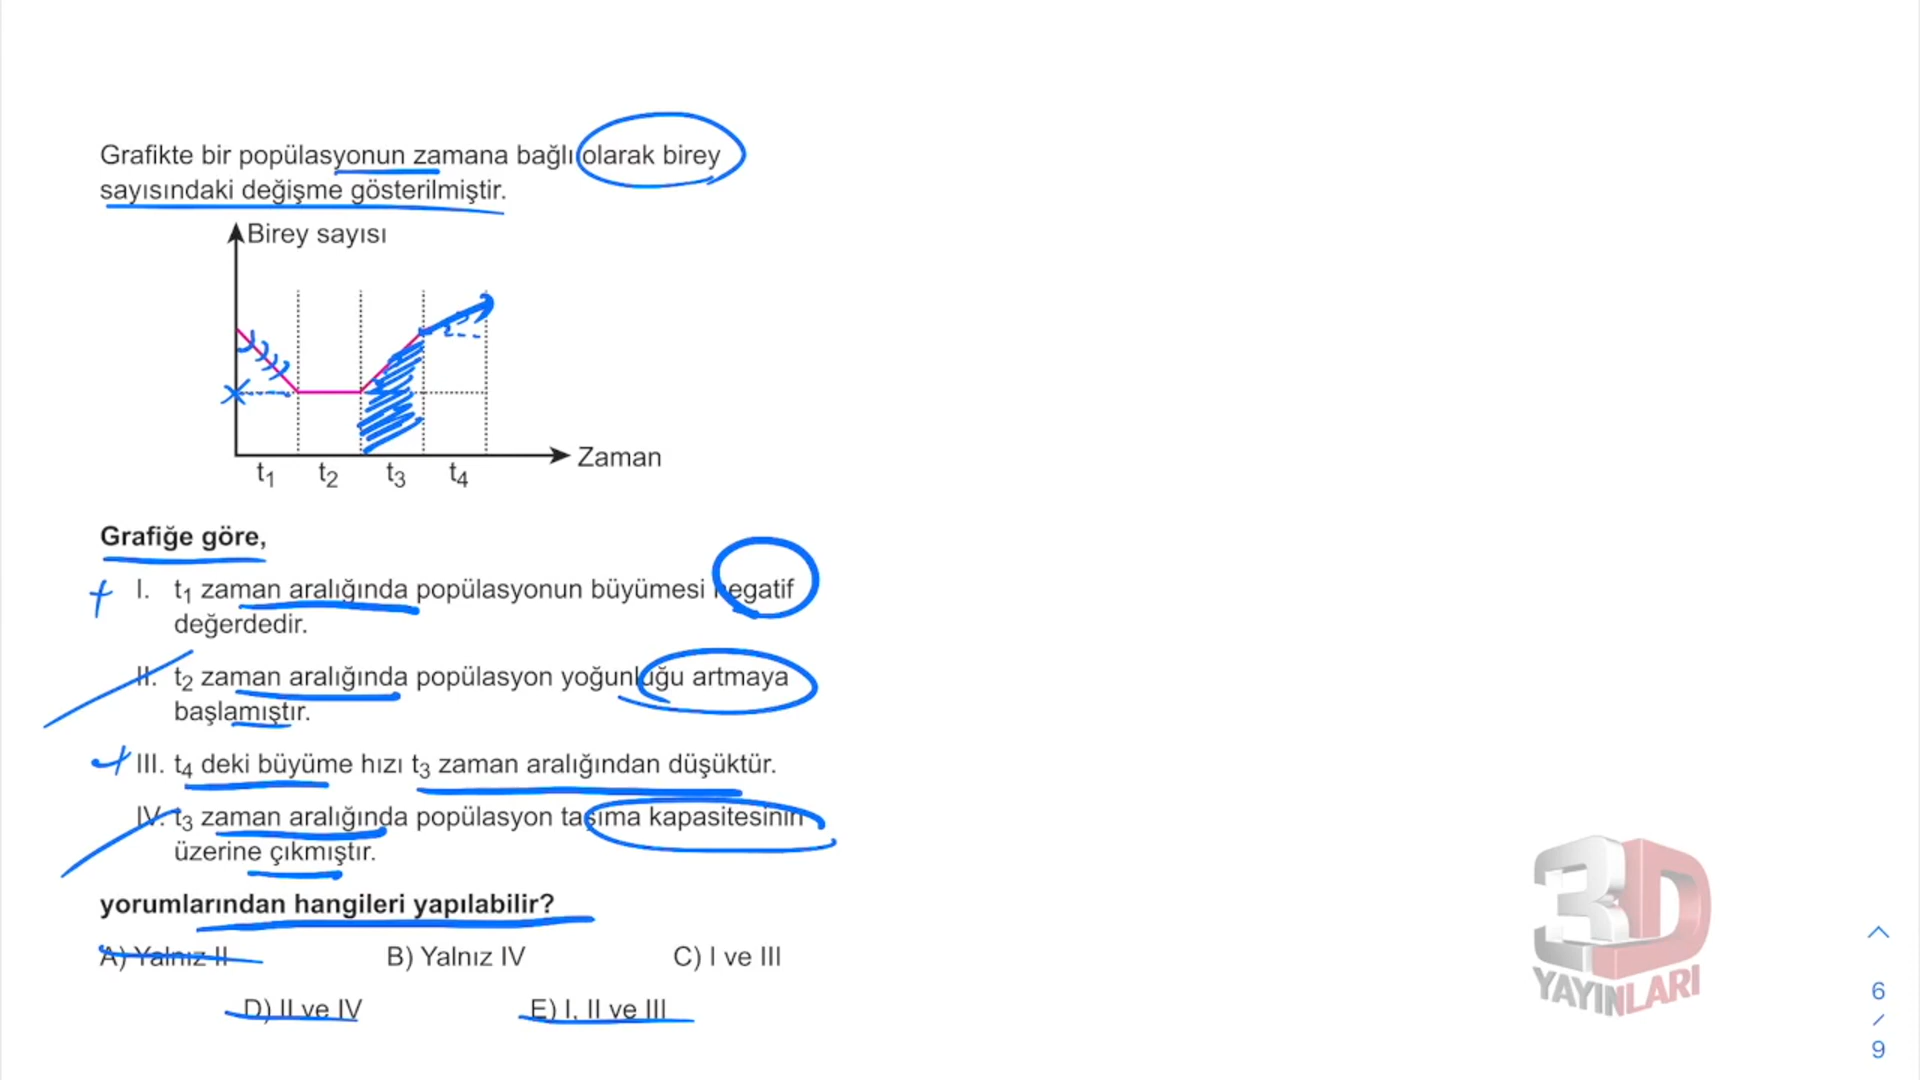 Grafikte bir popülasyonun zamana bağlı olarak birey
sayısındaki değişme gösterilmiştir.
Birey sayısı
Zaman
t1 t2 t3 t4
Grafiğe göre,
I. t1 zaman aralığında popülasyonun büyümesi negatif
değerdedir.
II. t2 zaman aralığında popülasyon yoğunluğu artmaya
başlamıştır.
III. t4 deki büyüme hızı t3 zaman aralığından düşüktür.
IV. t3 zaman aralığında popülasyon taşıma kapasitesinin
üzerine çıkmıştır.
yorumlarından hangileri yapılabilir?
A) Yalnız II B) Yalnız IV C) I ve III
D) II ve IV E) I, II ve III
3D
YAYINLARI
6
/
9